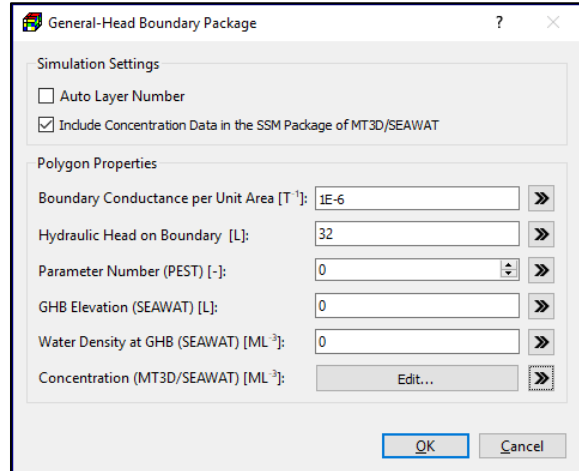 General-Head Boundary Package ?
Simulation Settings
Auto Layer Number
Include Concentration Data in the SSM Package of MT3D/SEAWAT
Polygon Properties
Boundary Conductance per Unit Area [T⁻¹]: 1E-6
Hydraulic Head on Boundary [L]: 32
Parameter Number (PEST) [-]: 0
GHB Elevation (SEAWAT) [L]: 0
Water Density at GHB (SEAWAT) [ML⁻³]: 0
Concentration (MT3D/SEAWAT) [ML⁻³]: Edit...
OK Cancel